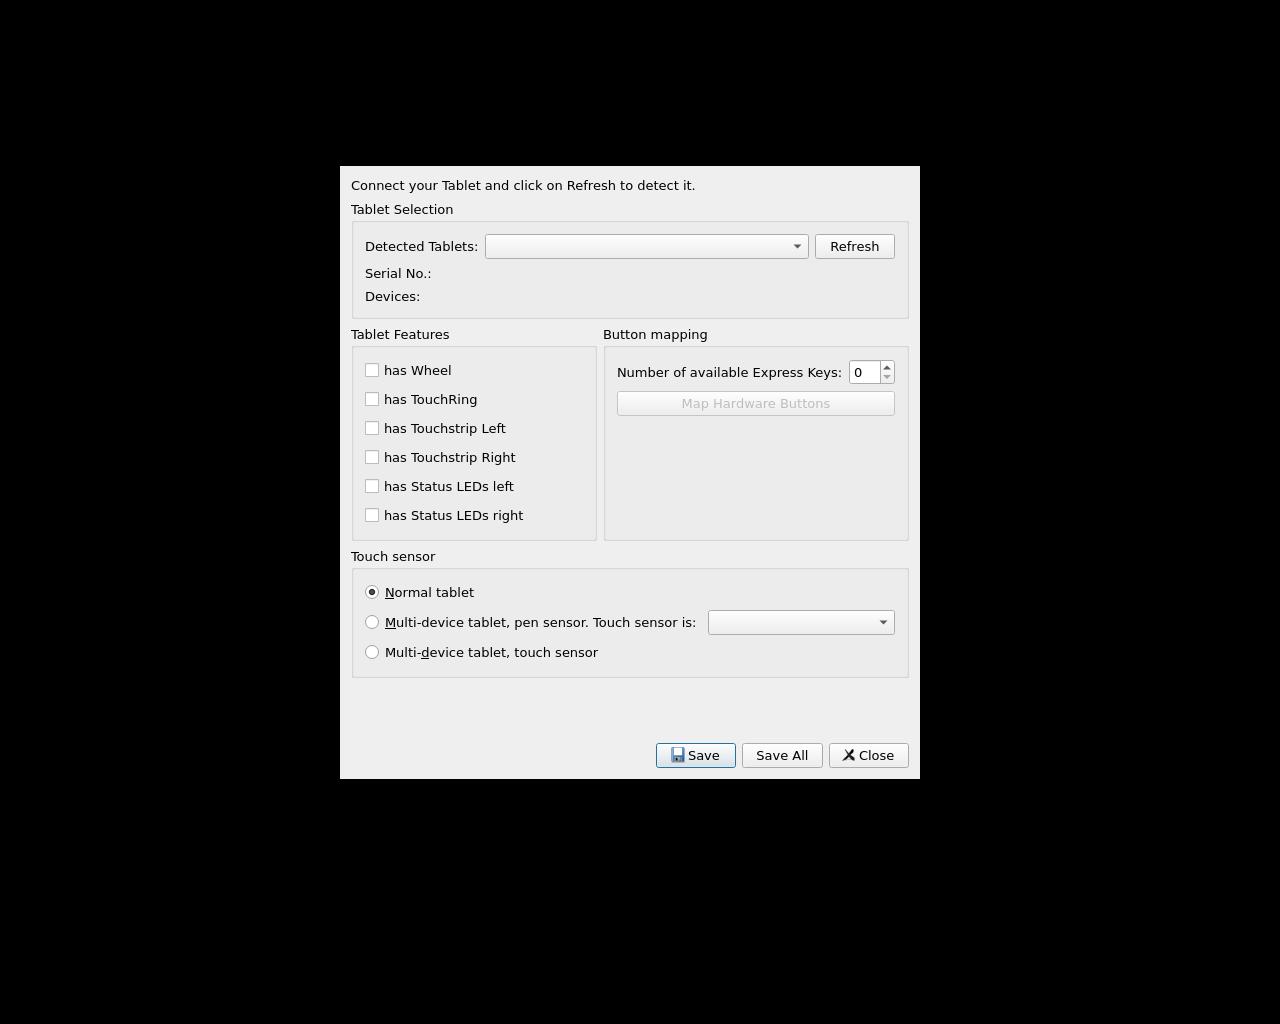 Connect your Tablet and click on Refresh to detect it.
Tablet Selection
Detected Tablets: Refresh
Serial No.:
Devices:
Tablet Features
has Wheel
has TouchRing
has Touchstrip Left
has Touchstrip Right
has Status LEDs left
has Status LEDs right
Button mapping
Number of available Express Keys: 0
Map Hardware Buttons
Touch sensor
Normal tablet
Multi-device tablet, pen sensor. Touch sensor is:
Multi-device tablet, touch sensor
Save Save All Close